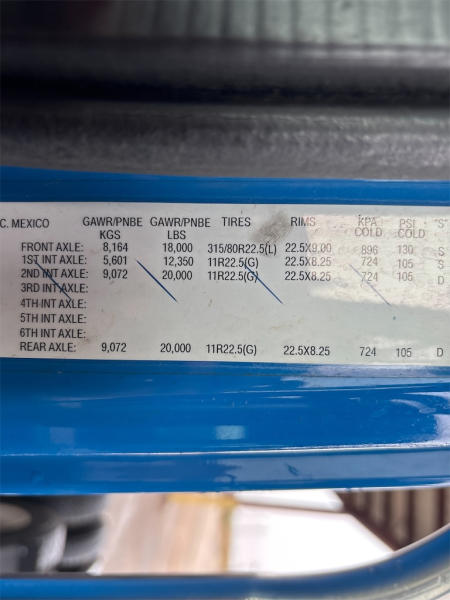 C. MEXICO GAWR/PNBE KGS GAWR/PNBE LBS TIRES RIMS KPA COLD PSI COLD "S"
FRONT AXLE: 8,164 18,000 315/80R22.5(L) 22.5X9.00 896 130 S
1ST INT AXLE: 5,601 12,350 11R22.5(G) 22.5X8.25 724 105 S
2ND INT AXLE: 9,072 20,000 11R22.5(G) 22.5X8.25 724 105 D
3RD INT AXLE:
4TH INT AXLE:
5TH INT AXLE:
6TH INT AXLE:
REAR AXLE: 9,072 20,000 11R22.5(G) 22.5X8.25 724 105 D